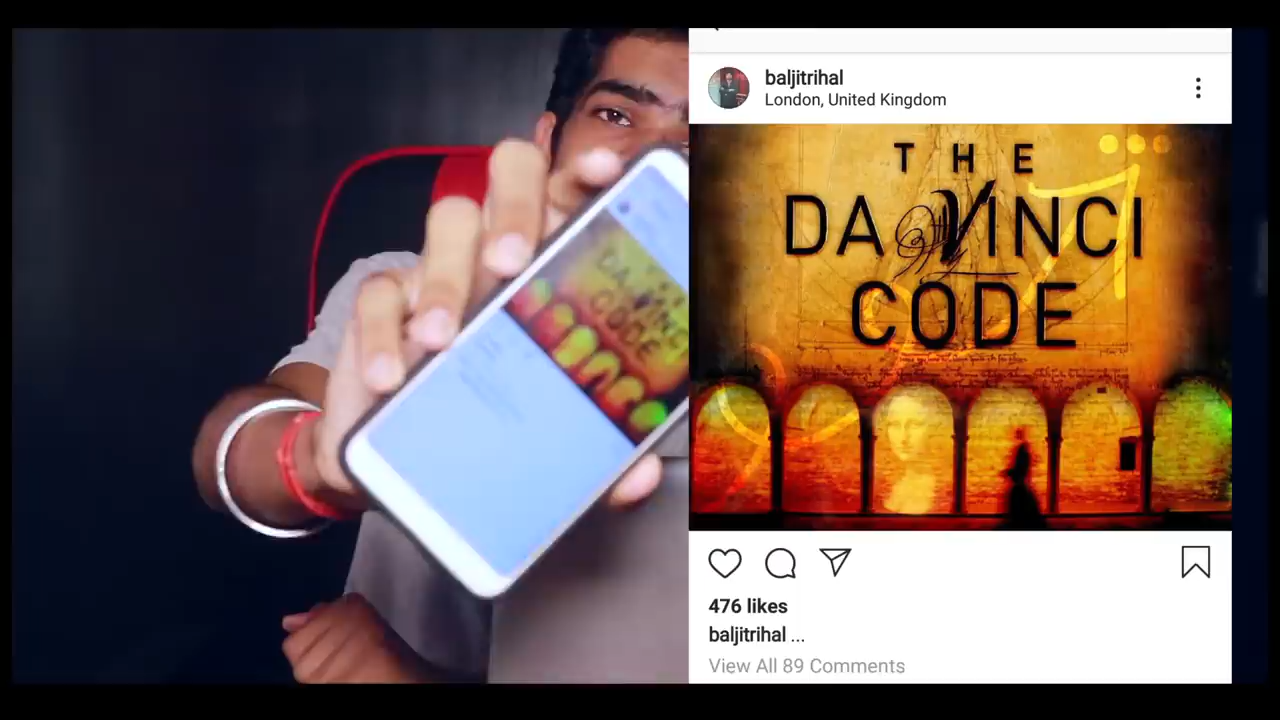 baljitrihal
London, United Kingdom
THE
DA VINCI
CODE
476 likes
baljitrihal ...
View All 89 Comments